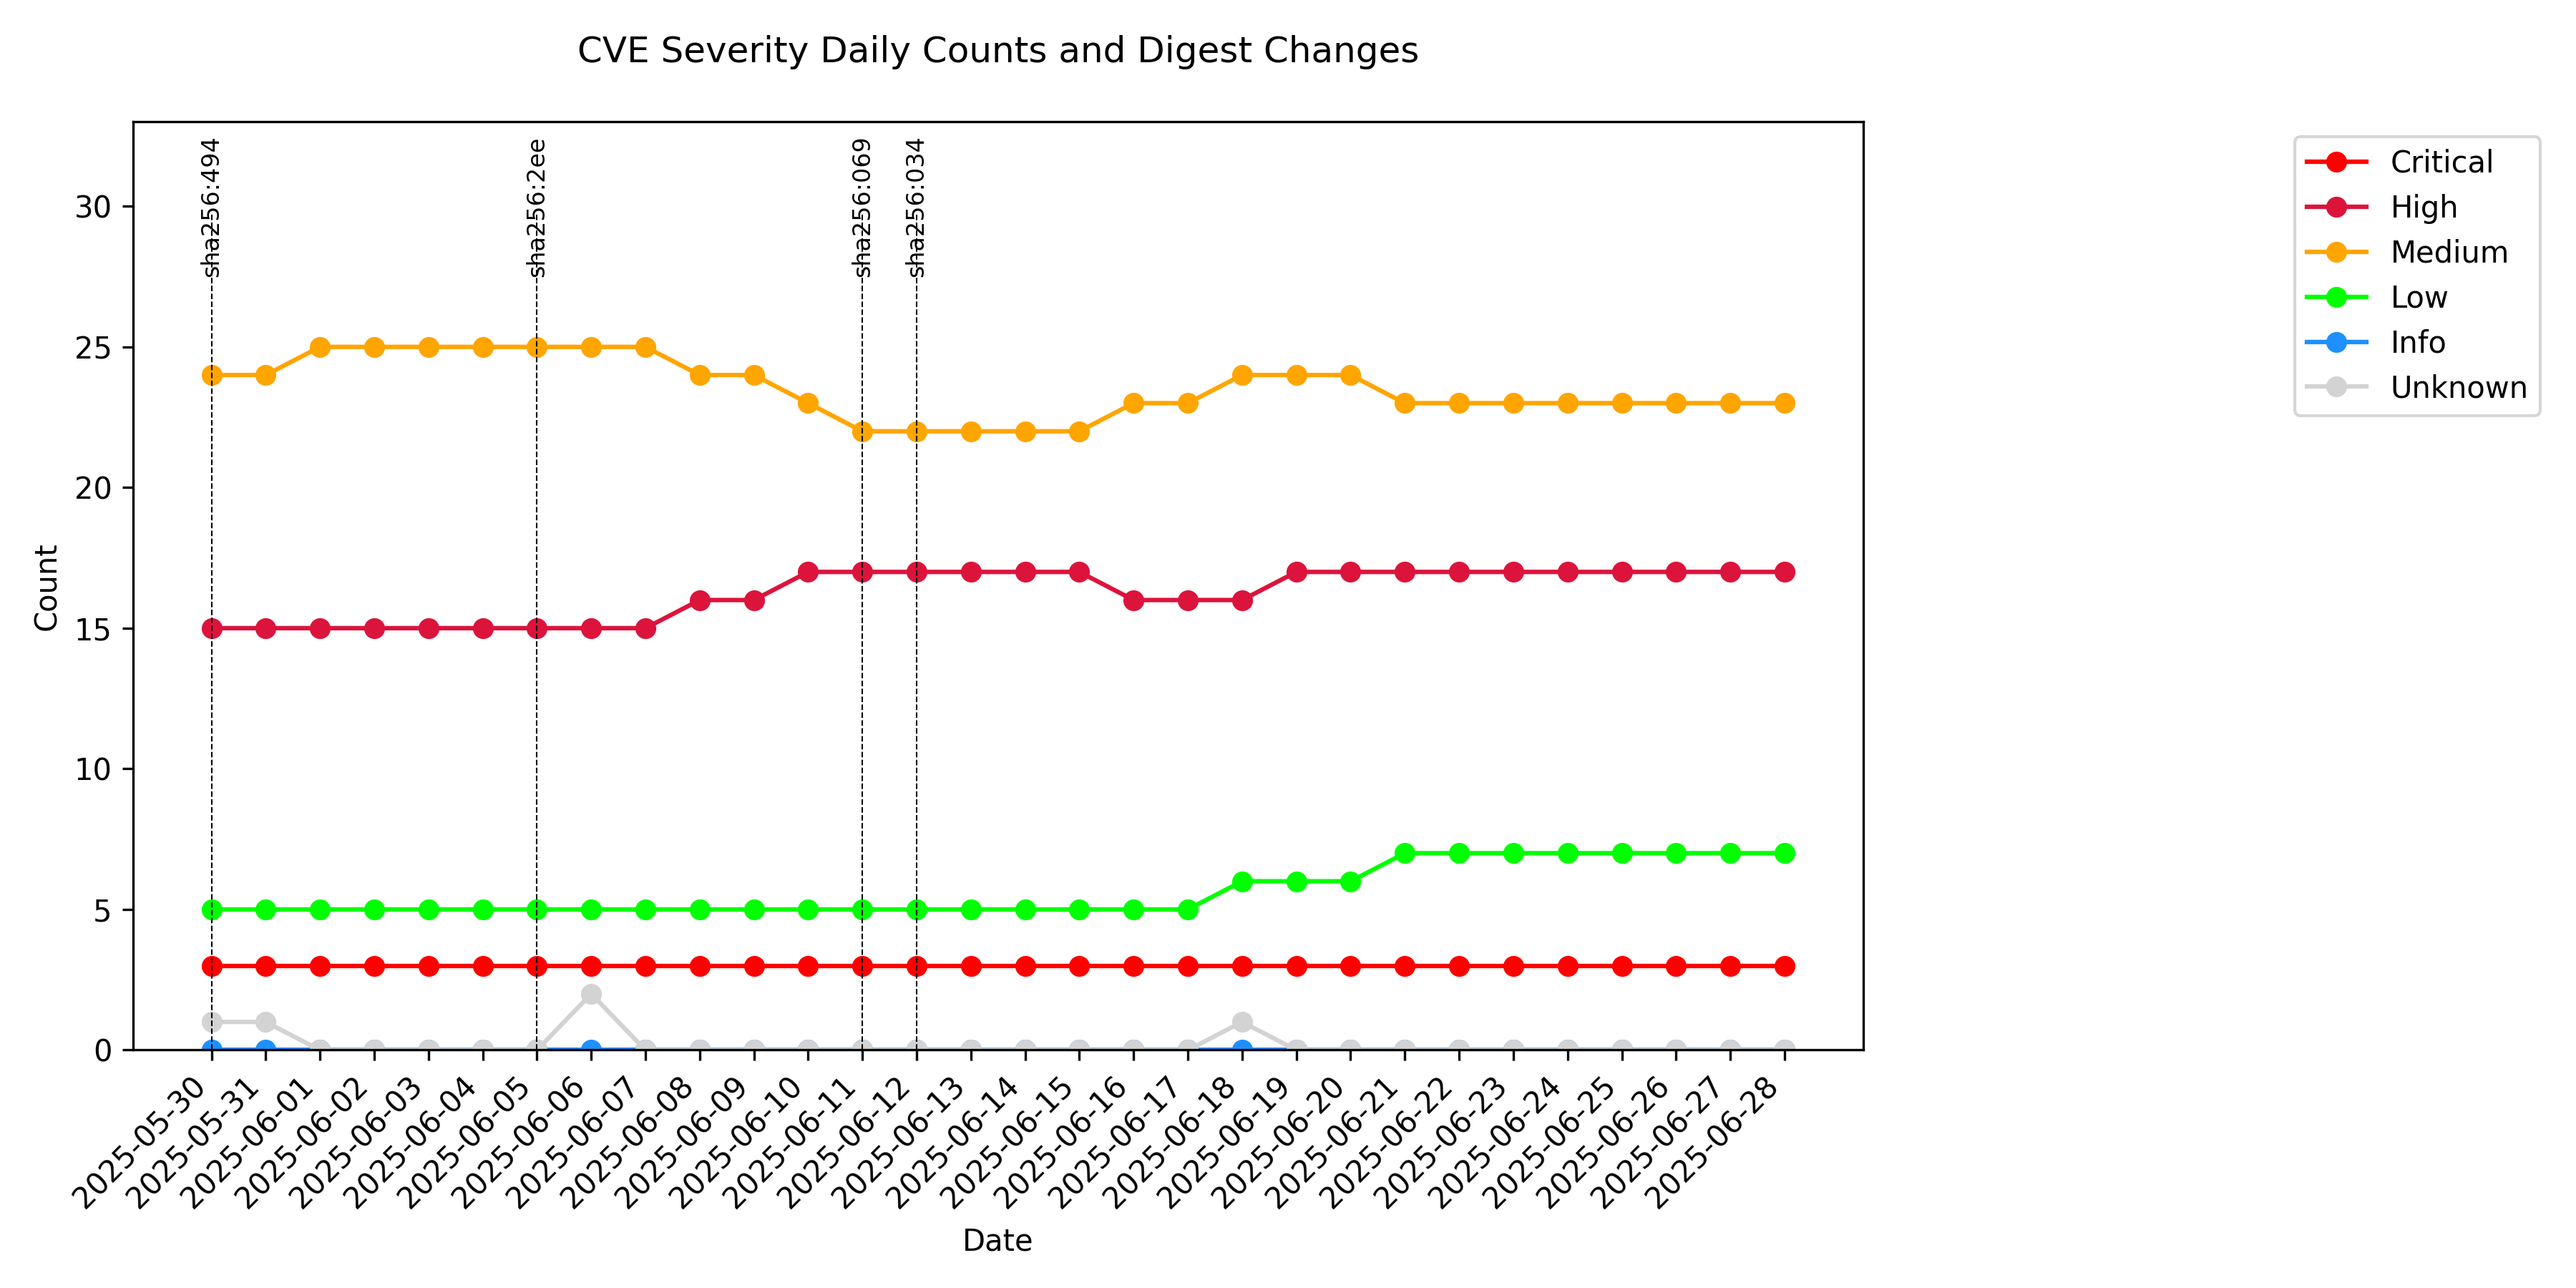 CVE Severity Daily Counts and Digest Changes
sha256:494
sha256:2ee
sha256:069
sha256:034
Critical
High
Medium
Low
Info
Unknown
30
25
20
15
10
5
0
Count
2025-05-30
2025-05-31
2025-06-01
2025-06-02
2025-06-03
2025-06-04
2025-06-05
2025-06-06
2025-06-07
2025-06-08
2025-06-09
2025-06-10
2025-06-11
2025-06-12
2025-06-13
2025-06-14
2025-06-15
2025-06-16
2025-06-17
2025-06-18
2025-06-19
2025-06-20
2025-06-21
2025-06-22
2025-06-23
2025-06-24
2025-06-25
2025-06-26
2025-06-27
2025-06-28
Date